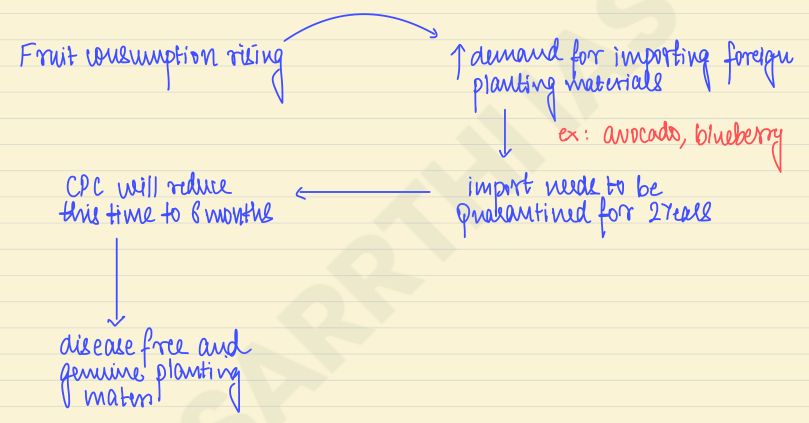 Fruit consumption rising
↑ demand for importing foreign
planting materials
ex: avocado, blueberry
import needs to be
Quarantined for 2 Years
CPC will reduce
this time to 6 months
disease free and
genuine planting
maters
SARRTHI IAS